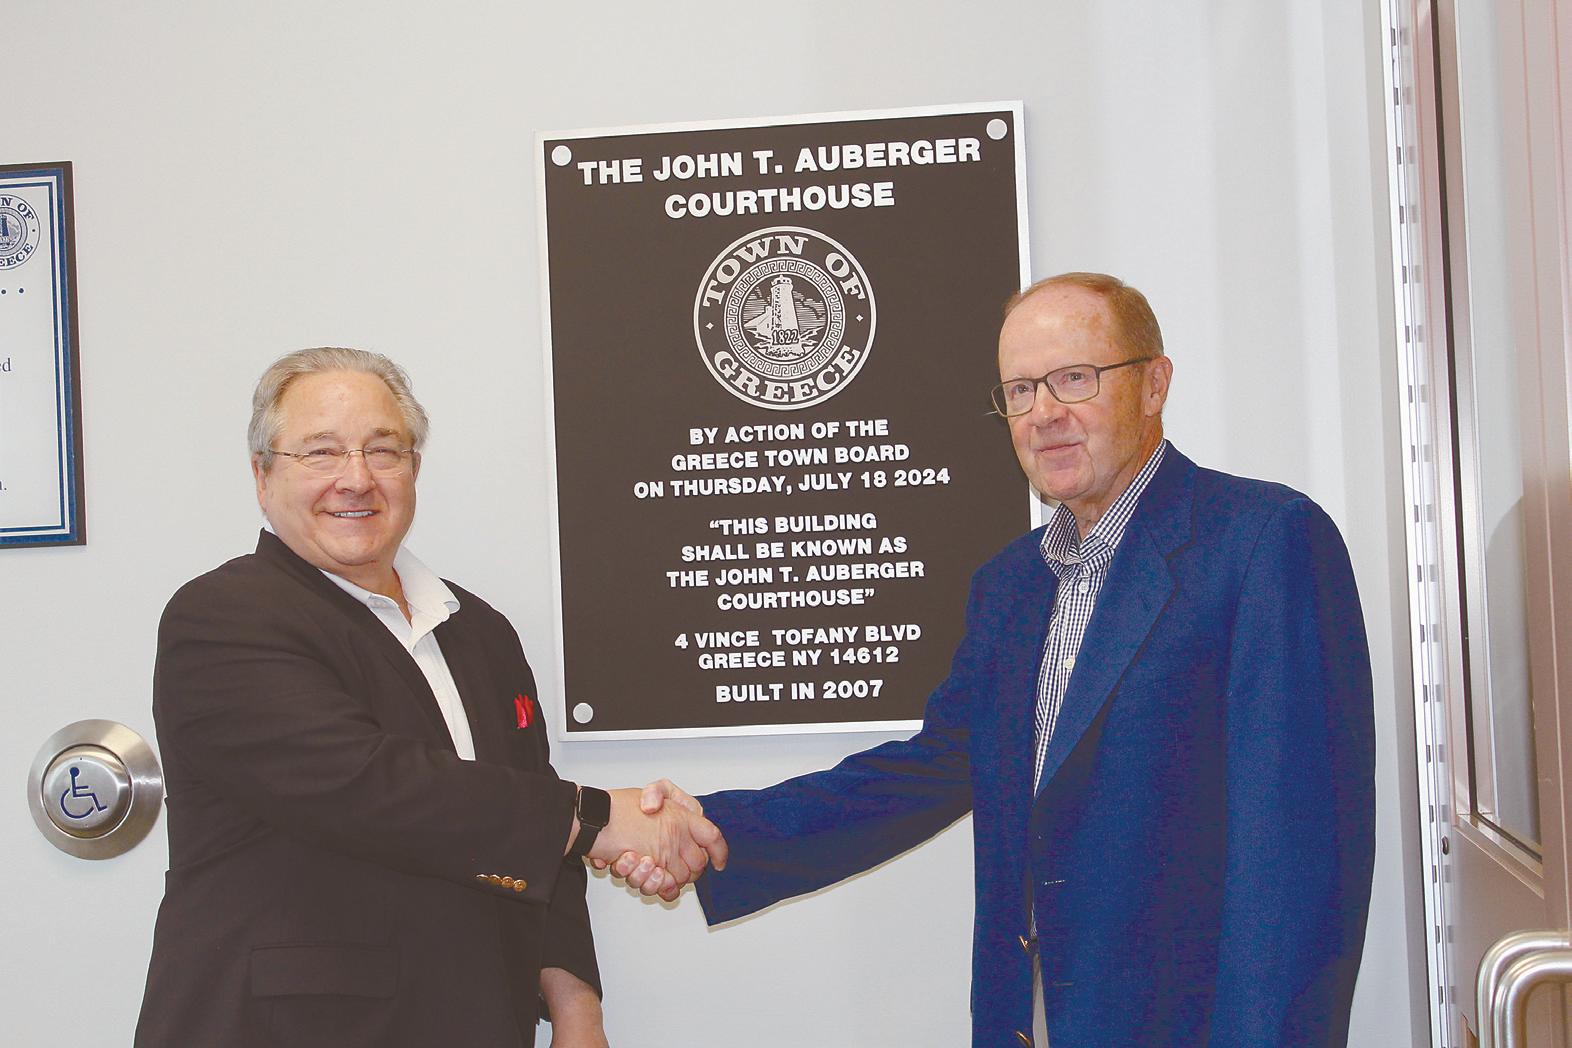 THE JOHN T. AUBERGER
COURTHOUSE
TOWN OF
1822
GREECE
BY ACTION OF THE
GREECE TOWN BOARD
ON THURSDAY, JULY 18 2024
“THIS BUILDING
SHALL BE KNOWN AS
THE JOHN T. AUBERGER
COURTHOUSE”
4 VINCE TOFANY BLVD
GREECE NY 14612
BUILT IN 2007